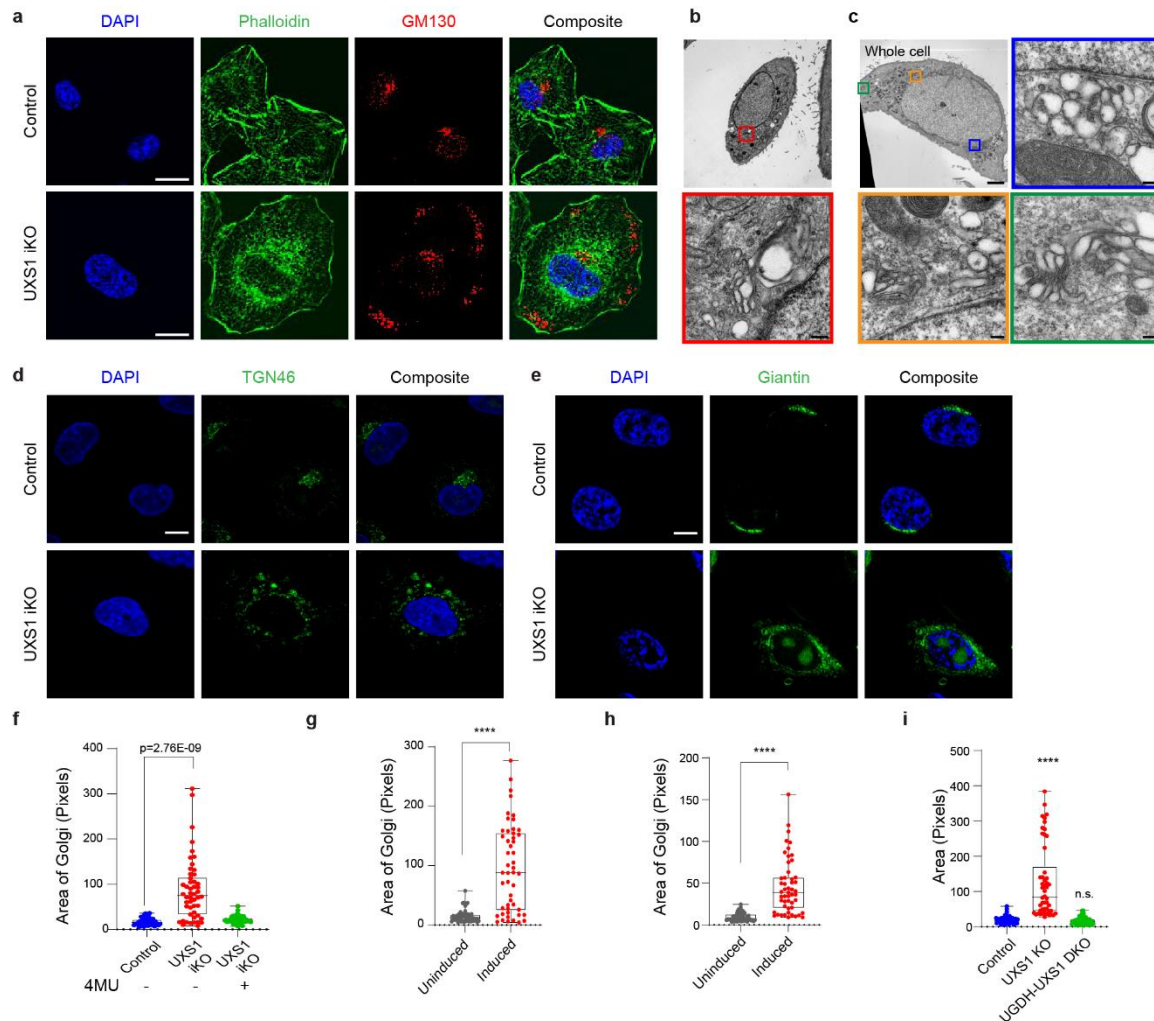 a
DAPI Phalloidin GM130 Composite
Control
UXS1 iKO
b
c
Whole cell
d
DAPI TGN46 Composite
Control
UXS1 iKO
e
DAPI Giantin Composite
Control
UXS1 iKO
f
Area of Golgi (Pixels)
400
300
200
100
0
p=2.76E-09
Control
UXS1 iKO
UXS1 iKO
4MU - - +
g
Area of Golgi (Pixels)
300
200
100
0
****
Uninduced
Induced
h
Area of Golgi (Pixels)
200
150
100
50
0
****
Uninduced
Induced
i
Area (Pixels)
500
400
300
200
100
0
****
n.s.
Control
UXS1 KO
UGDH-UXS1 DKO